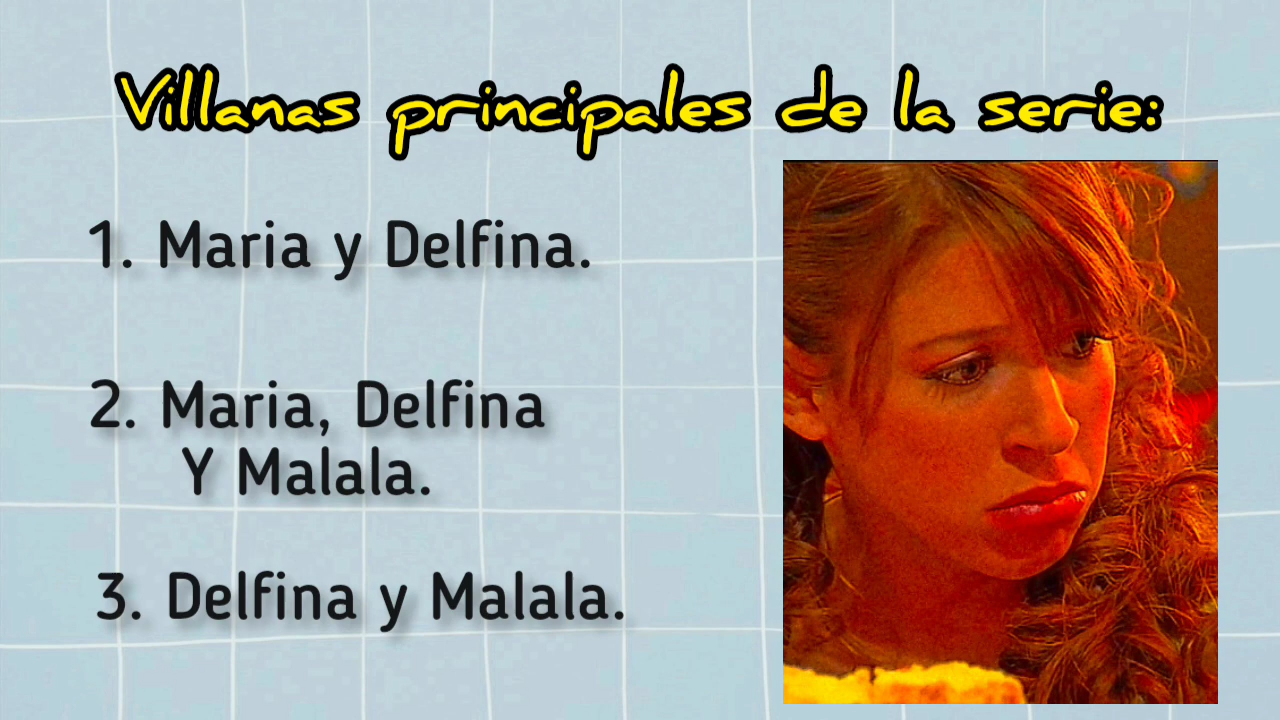 Villanas principales de la serie:
1. Maria y Delfina.
2. Maria, Delfina
Y Malala.
3. Delfina y Malala.